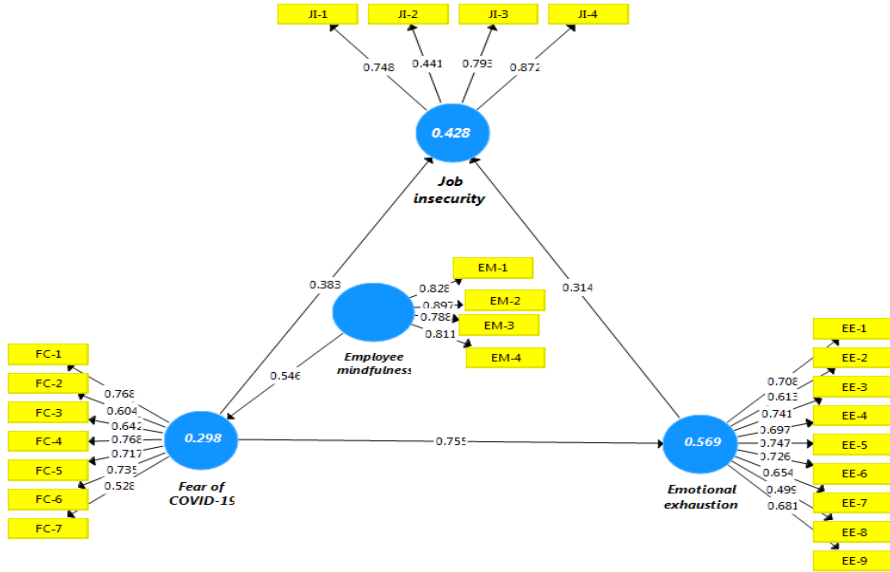 JI-1
JI-2
JI-3
JI-4
0.748
0.441
0.793
0.872
0.428
Job
insecurity
0.383
0.314
EM-1
EM-2
EM-3
EM-4
0.828
0.897
0.788
0.811
Employee
mindfulness
0.546
FC-1
FC-2
FC-3
FC-4
FC-5
FC-6
FC-7
0.768
0.604
0.642
0.768
0.717
0.735
0.528
0.298
Fear of
COVID-19
0.755
0.569
Emotional
exhaustion
0.708
0.613
0.741
0.697
0.747
0.726
0.654
0.499
0.681
EE-1
EE-2
EE-3
EE-4
EE-5
EE-6
EE-7
EE-8
EE-9